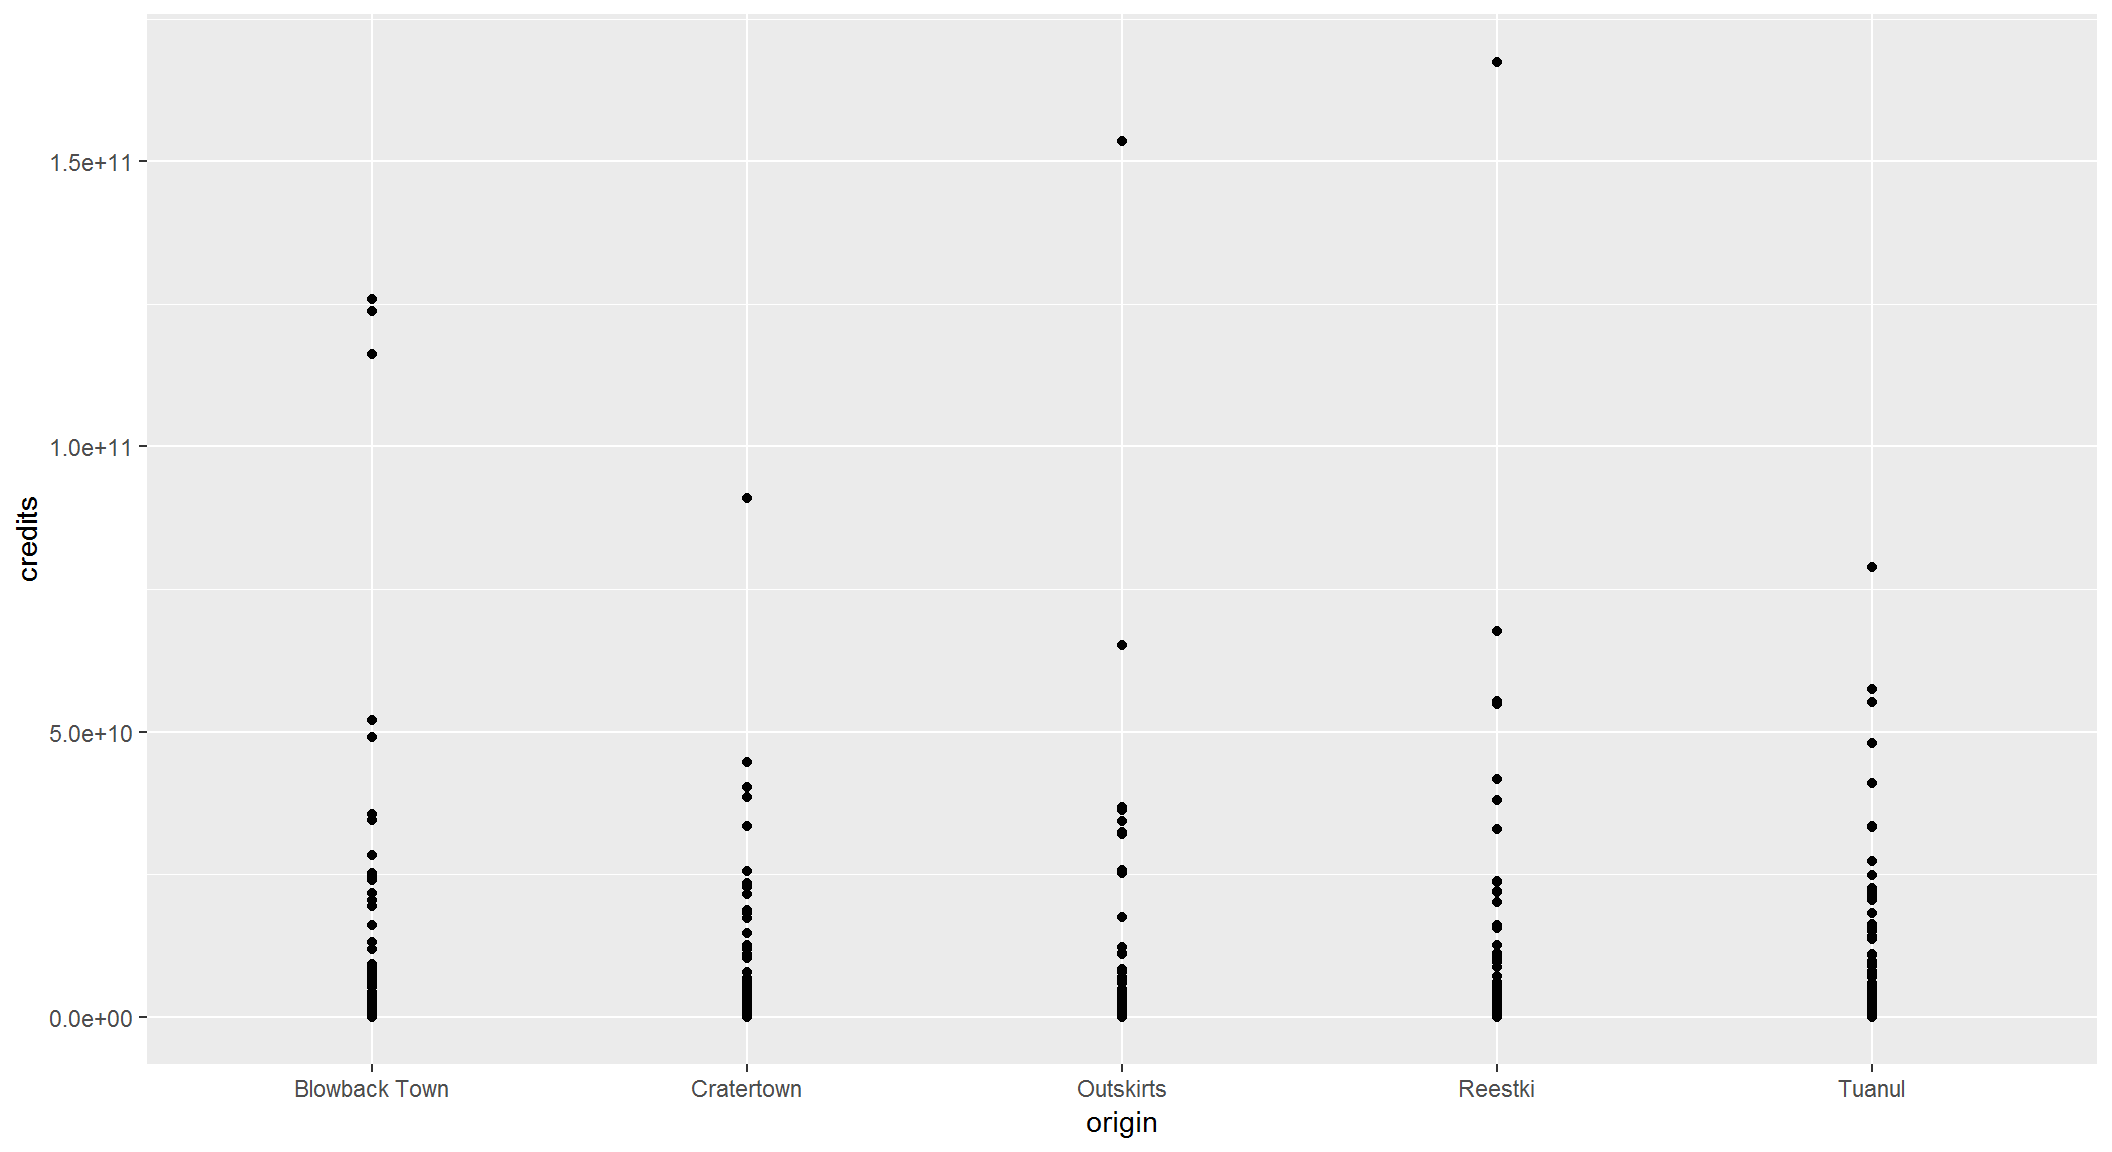 credits
1.5e+11
1.0e+11
5.0e+10
0.0e+00
Blowback Town
Cratertown
Outskirts
Reestki
Tuanul
origin